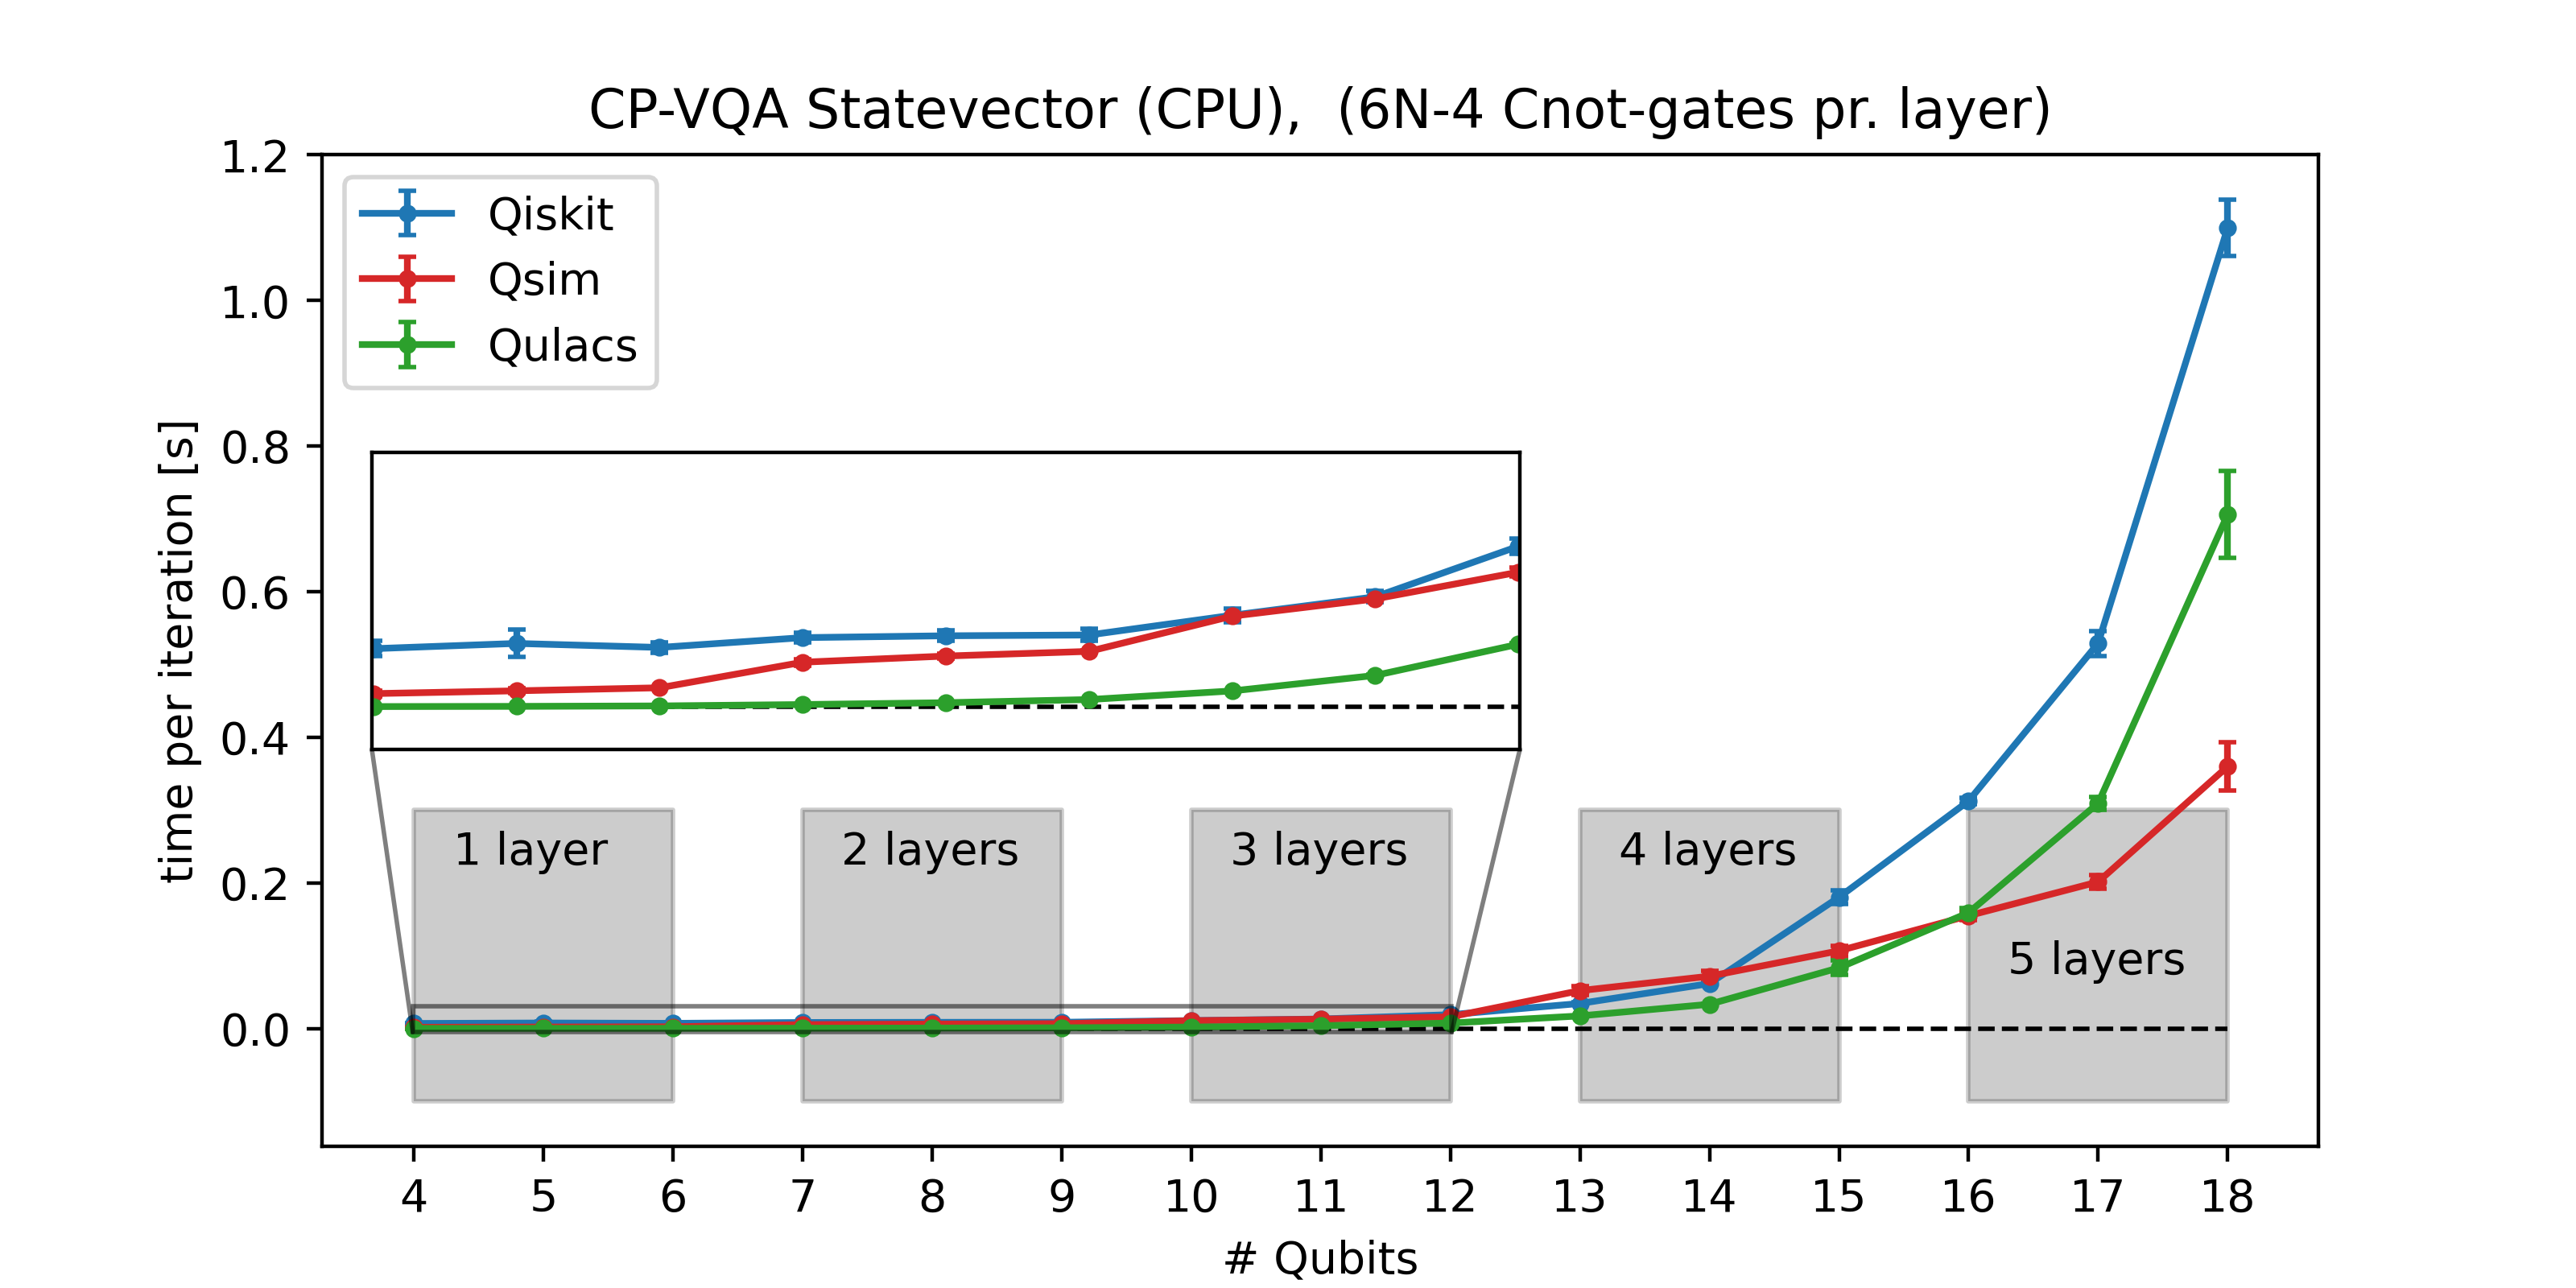 CP-VQA Statevector (CPU),  (6N-4 Cnot-gates pr. layer)
1.2
1.0
0.8
0.6
0.4
0.2
0.0
time per iteration [s]
Qiskit
Qsim
Qulacs
1 layer
2 layers
3 layers
4 layers
5 layers
4 5 6 7 8 9 10 11 12 13 14 15 16 17 18
# Qubits